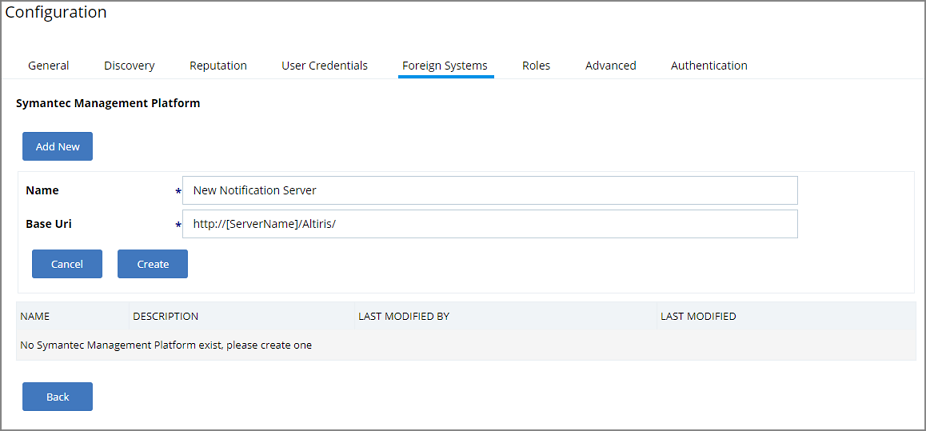 Configuration
General Discovery Reputation User Credentials Foreign Systems Roles Advanced Authentication
Symantec Management Platform
Add New
Name * New Notification Server
Base Uri * http://[ServerName]/Altiris/
Cancel Create
NAME DESCRIPTION LAST MODIFIED BY LAST MODIFIED
No Symantec Management Platform exist, please create one
Back